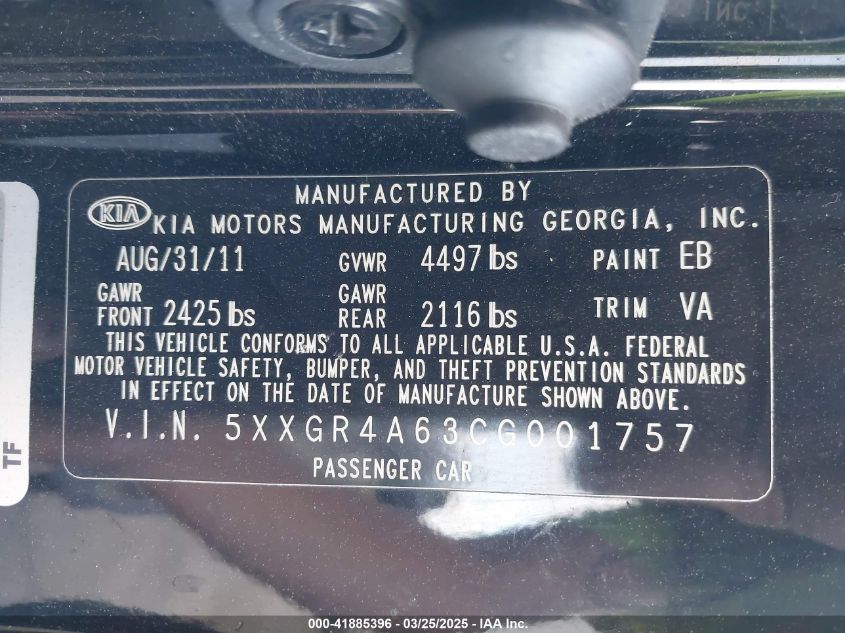 INC
MANUFACTURED BY
KIA KIA MOTORS MANUFACTURING GEORGIA, INC.
AUG/31/11 GVWR 4497 lbs PAINT EB
GAWR FRONT 2425 lbs GAWR REAR 2116 lbs TRIM VA
THIS VEHICLE CONFORMS TO ALL APPLICABLE U.S.A. FEDERAL
MOTOR VEHICLE SAFETY, BUMPER, AND THEFT PREVENTION STANDARDS
IN EFFECT ON THE DATE OF MANUFACTURE SHOWN ABOVE.
V.I.N. 5XXGR4A63CG001757
PASSENGER CAR
TF
000-41885396 - 03/25/2025 - IAA Inc.